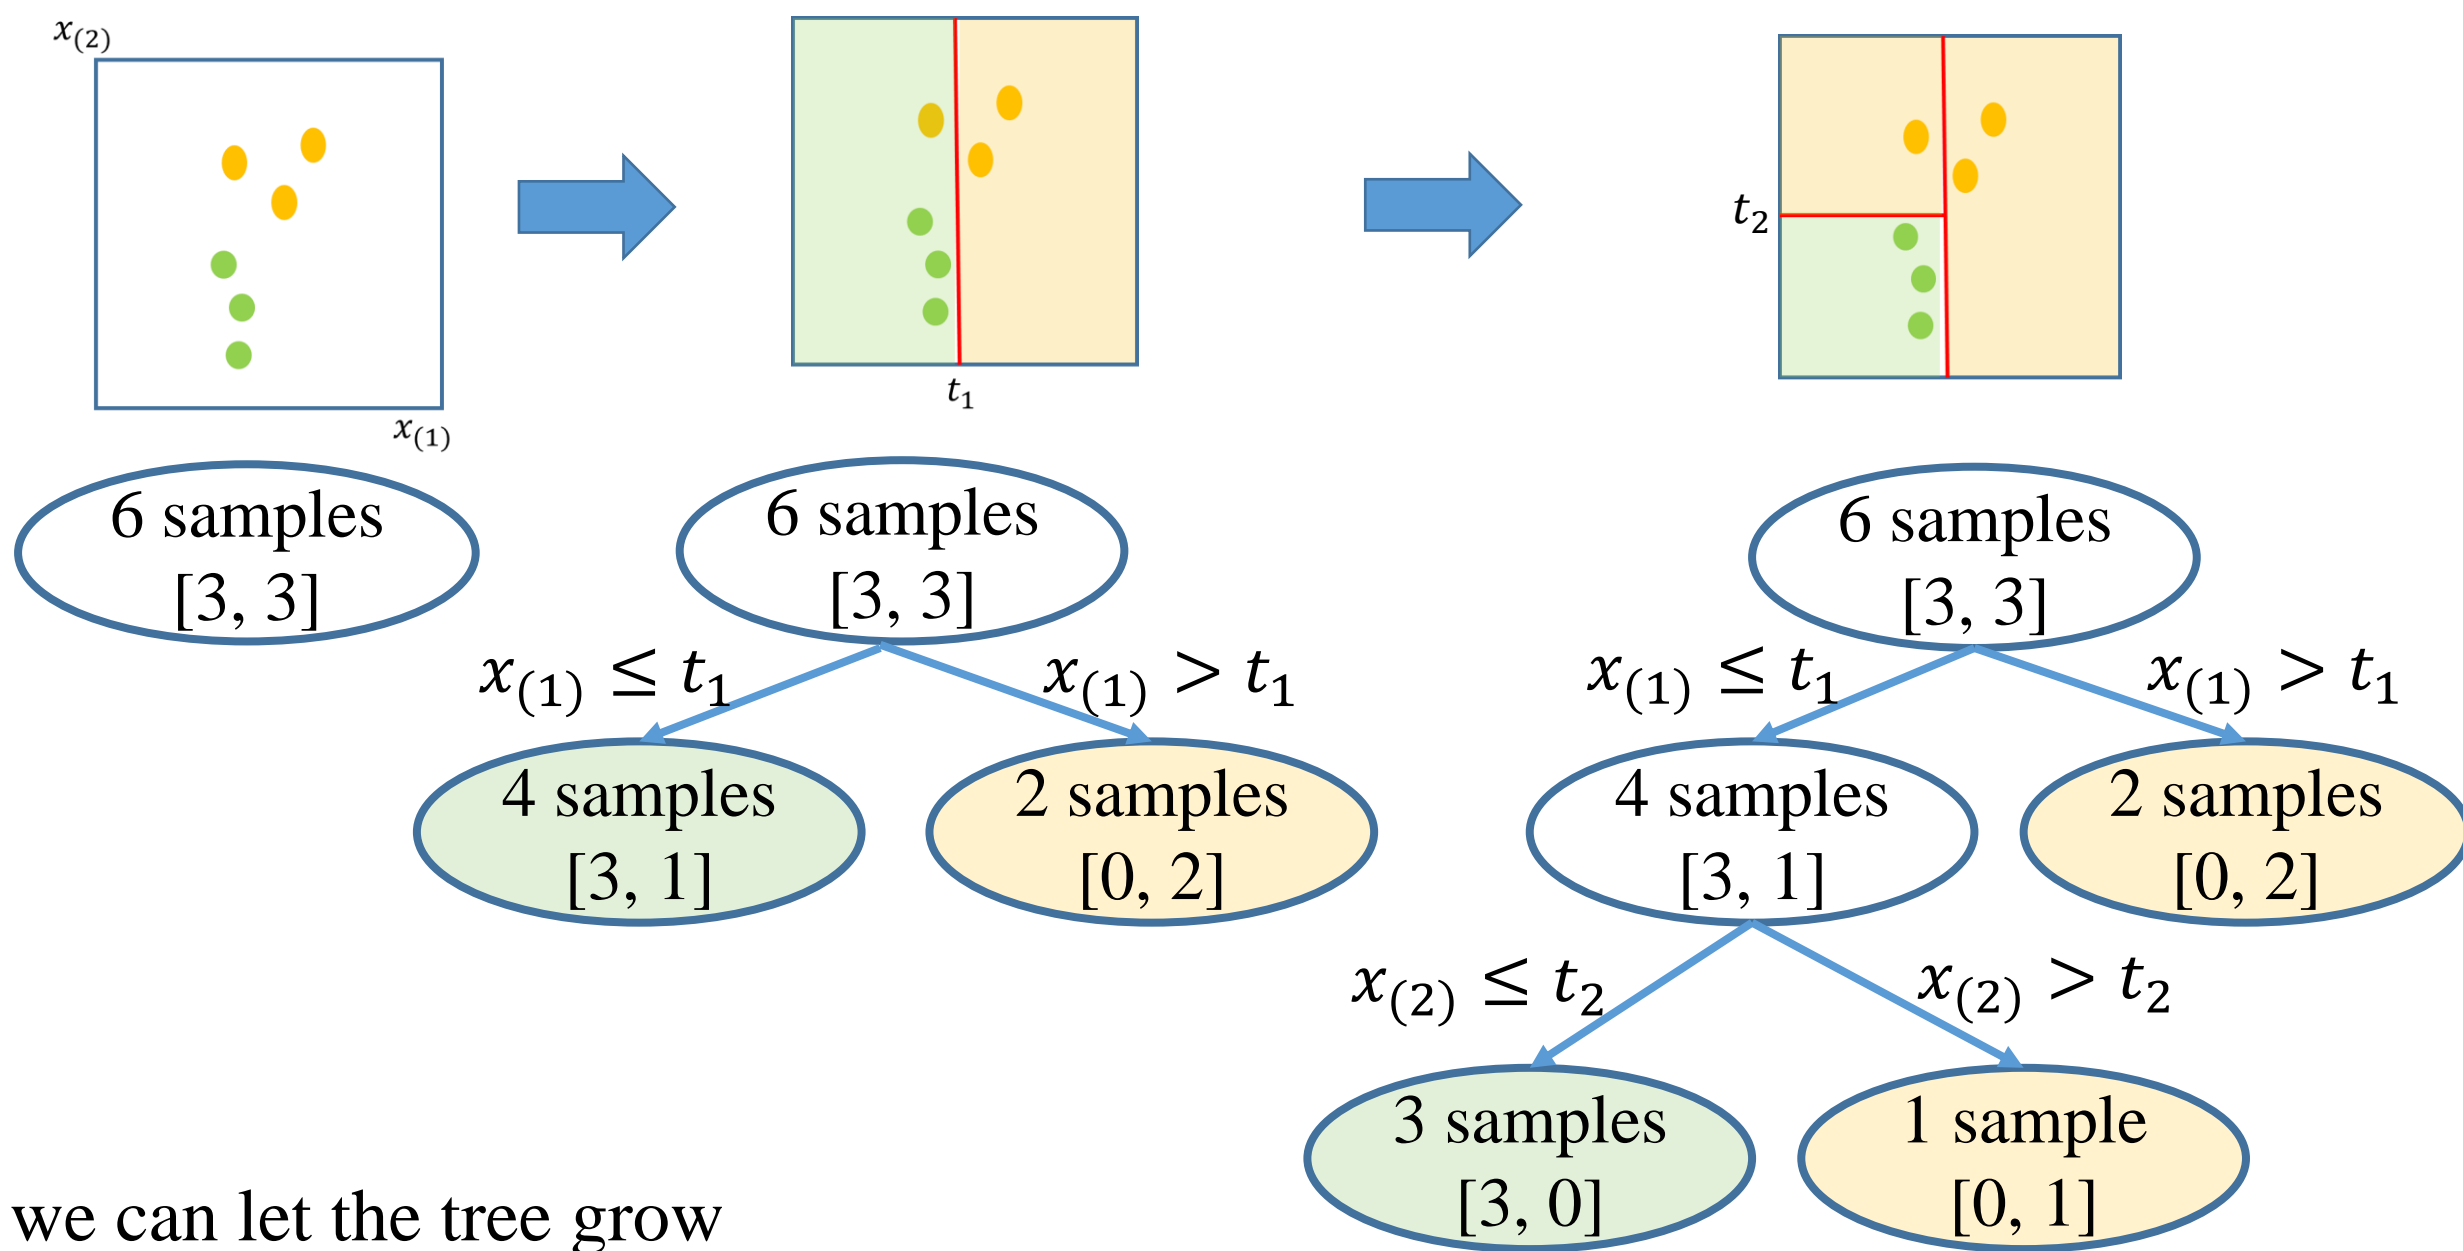 x(2)
x(1)
t1
t2
6 samples
[3, 3]
6 samples
[3, 3]
x(1) ≤ t1
x(1) > t1
4 samples
[3, 1]
2 samples
[0, 2]
6 samples
[3, 3]
x(1) ≤ t1
x(1) > t1
4 samples
[3, 1]
2 samples
[0, 2]
x(2) ≤ t2
x(2) > t2
3 samples
[3, 0]
1 sample
[0, 1]
we can let the tree grow